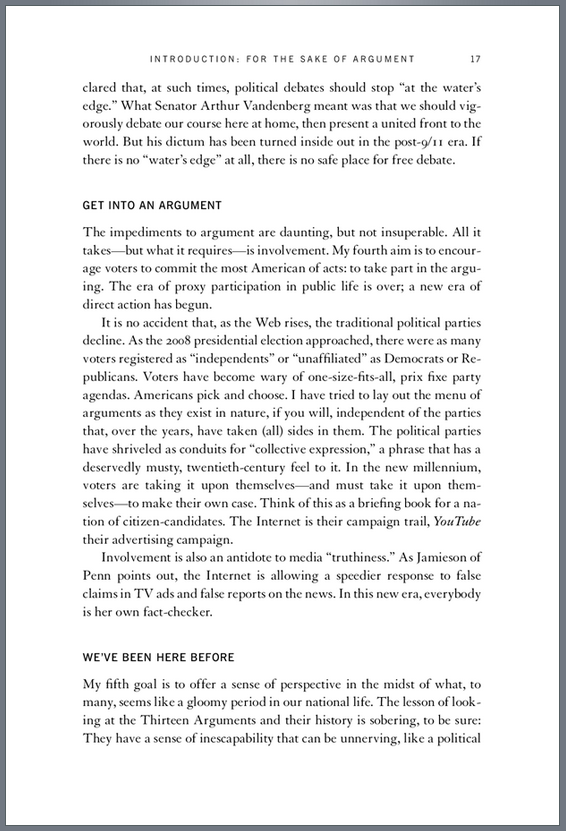 INTRODUCTION: FOR THE SAKE OF ARGUMENT 17
clared that, at such times, political debates should stop “at the water’s
edge.” What Senator Arthur Vandenberg meant was that we should vig-
orously debate our course here at home, then present a united front to the
world. But his dictum has been turned inside out in the post-9/11 era. If
there is no “water’s edge” at all, there is no safe place for free debate.
GET INTO AN ARGUMENT
The impediments to argument are daunting, but not insuperable. All it
takes—but what it requires—is involvement. My fourth aim is to encour-
age voters to commit the most American of acts: to take part in the argu-
ing. The era of proxy participation in public life is over; a new era of
direct action has begun.
It is no accident that, as the Web rises, the traditional political parties
decline. As the 2008 presidential election approached, there were as many
voters registered as “independents” or “unaffiliated” as Democrats or Re-
publicans. Voters have become wary of one-size-fits-all, prix fixe party
agendas. Americans pick and choose. I have tried to lay out the menu of
arguments as they exist in nature, if you will, independent of the parties
that, over the years, have taken (all) sides in them. The political parties
have shriveled as conduits for “collective expression,” a phrase that has a
deservedly musty, twentieth-century feel to it. In the new millennium,
voters are taking it upon themselves—and must take it upon them-
selves—to make their own case. Think of this as a briefing book for a na-
tion of citizen-candidates. The Internet is their campaign trail, YouTube
their advertising campaign.
Involvement is also an antidote to media “truthiness.” As Jamieson of
Penn points out, the Internet is allowing a speedier response to false
claims in TV ads and false reports on the news. In this new era, everybody
is her own fact-checker.
WE’VE BEEN HERE BEFORE
My fifth goal is to offer a sense of perspective in the midst of what, to
many, seems like a gloomy period in our national life. The lesson of look-
ing at the Thirteen Arguments and their history is sobering, to be sure:
They have a sense of inescapability that can be unnerving, like a political